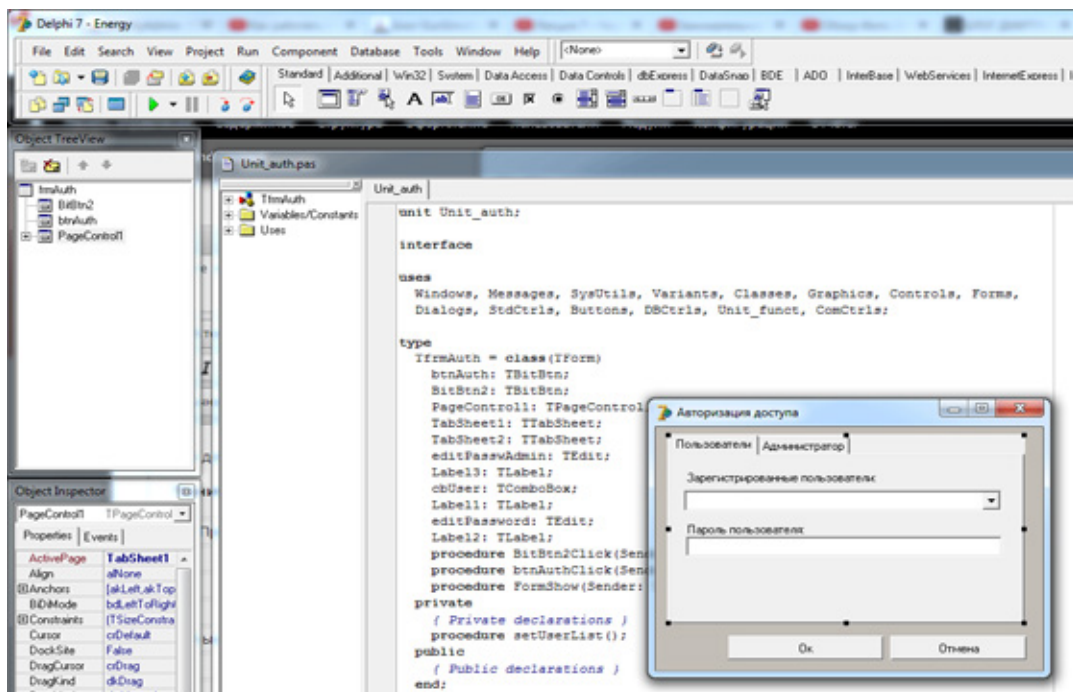 Delphi 7 - Energy
File Edit Search View Project Run Component Database Tools Window Help <None>
Standard Additional Win32 System Data Access Data Controls dbExpress DataSnap BDE ADO InterBase WebServices InternetExpress
Object TreeView
frmAuth
BitBtn2
btnAuth
PageControl1
Unit_auth.pas
TfrmAuth
Variables/Constants
Uses
Unit_auth
unit Unit_auth;
interface
uses
Windows, Messages, SysUtils, Variants, Classes, Graphics, Controls, Forms,
Dialogs, StdCtrls, Buttons, DBCtrls, Unit_funct, ComCtrls;
type
TfrmAuth = class(TForm)
btnAuth: TBitBtn;
BitBtn2: TBitBtn;
PageControl1: TPageControl
TabSheet1: TTabSheet;
TabSheet2: TTabSheet;
editPasswAdmin: TEdit;
Label3: TLabel;
cbUser: TComboBox;
Label1: TLabel;
editPassword: TEdit;
Label2: TLabel;
procedure BitBtn2Click(Send
procedure btnAuthClick(Send
procedure FormShow(Sender:
private
{ Private declarations }
procedure setUserList();
public
{ Public declarations }
end;
Авторизация доступа
Пользователи Администратор
Зарегистрированные пользователи:
Пароль пользователя:
Ок Отмена
Object Inspector
PageControl1 TPageControl
Properties Events
ActivePage TabSheet1
Align alNone
Anchors [akLeft,akTop
BiDiMode bdLeftToRight
Constraints (TSizeConstra
Cursor crDefault
DockSite False
DragCursor crDrag
DragKind dkDrag